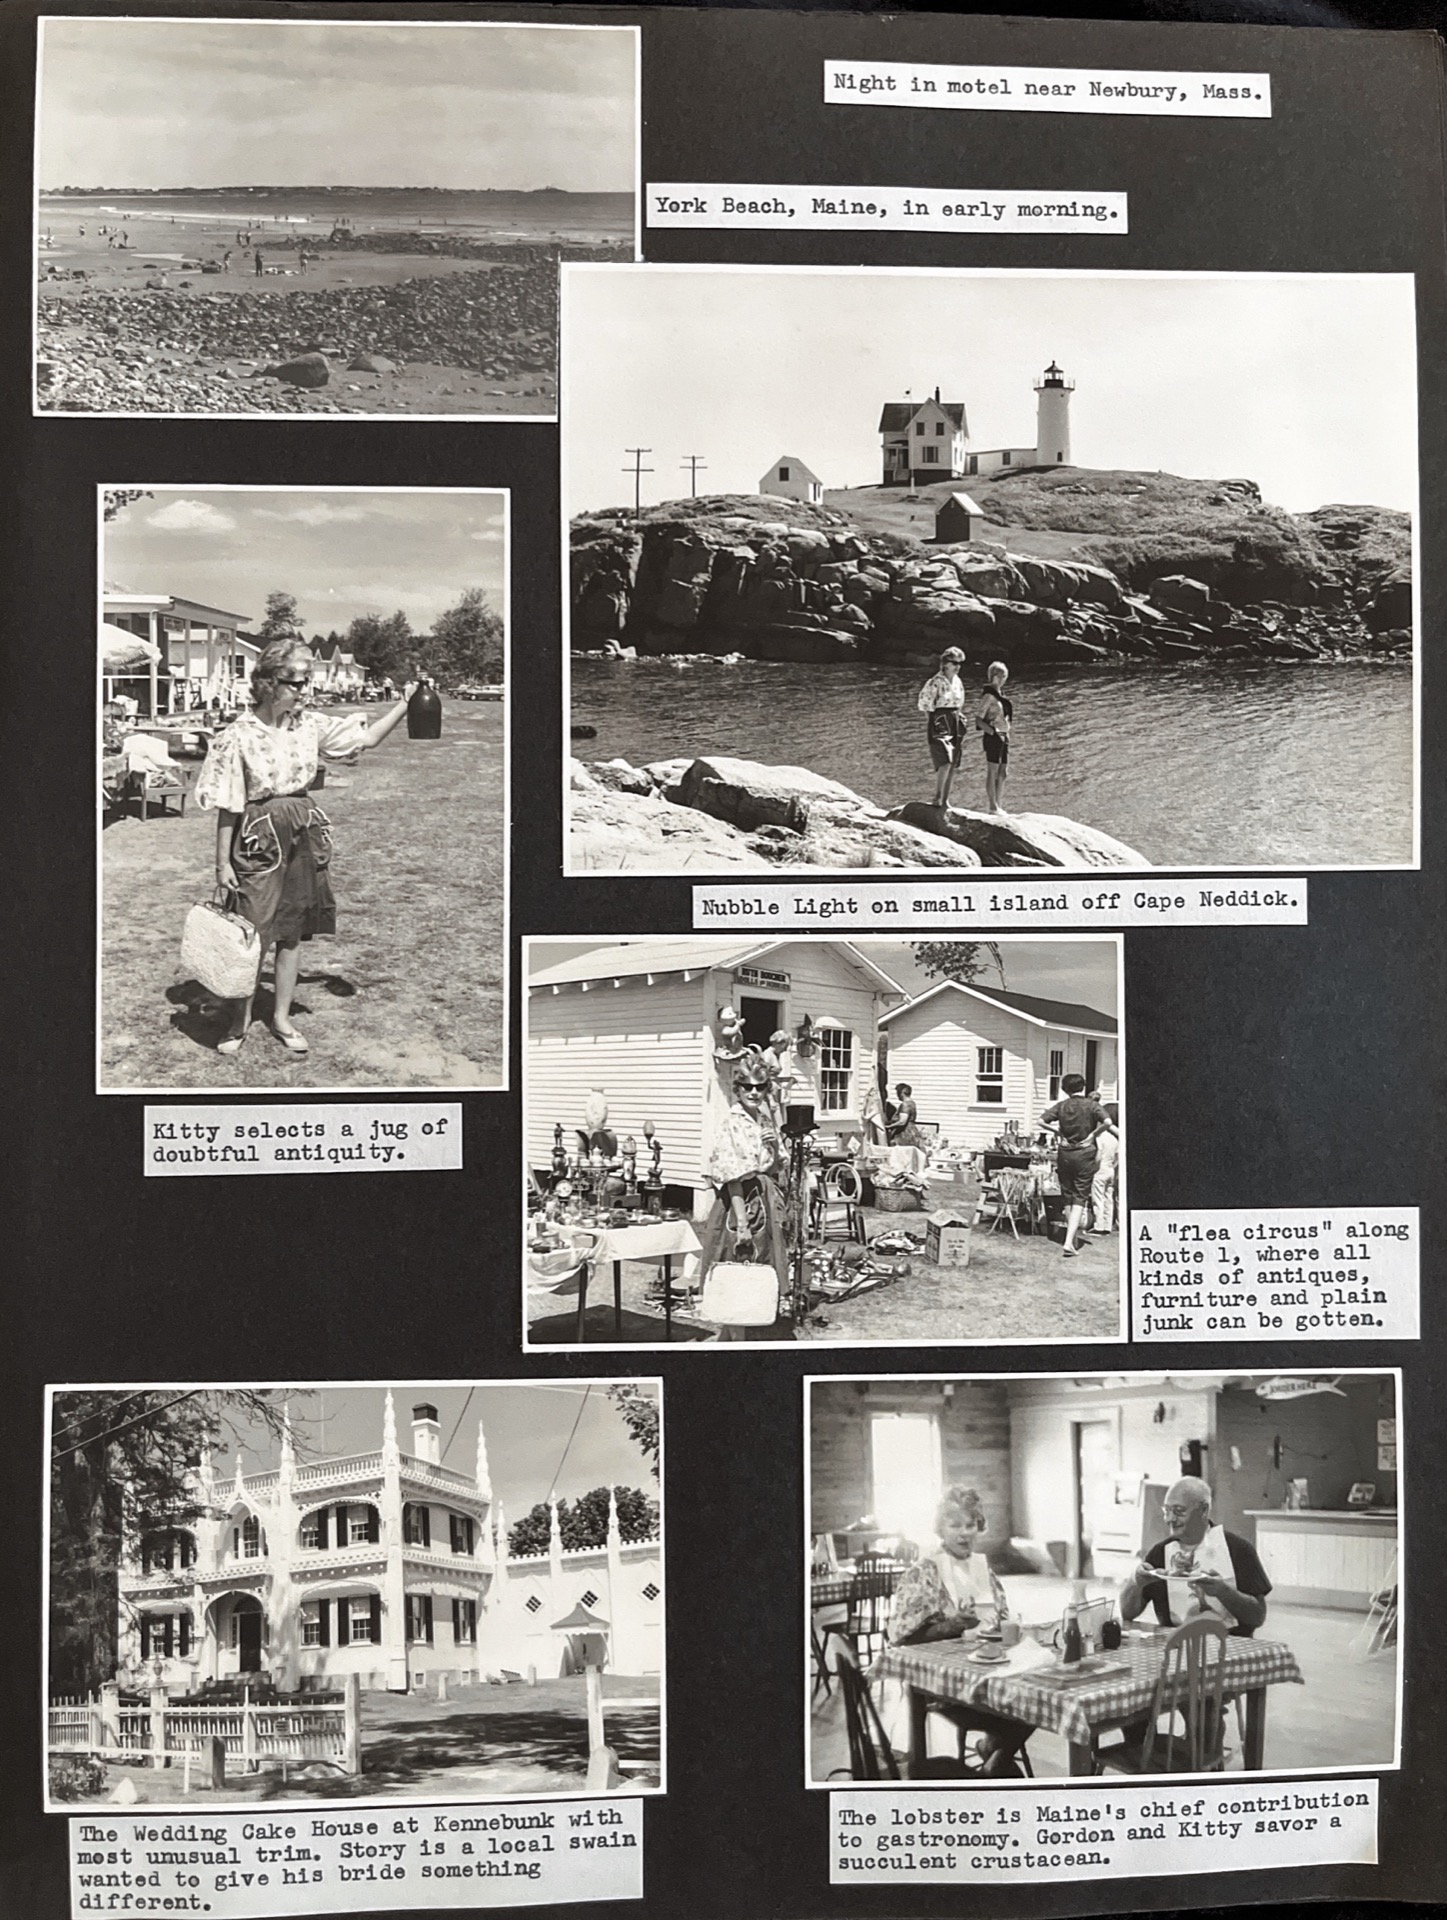 Night in motel near Newbury, Mass.
York Beach, Maine, in early morning.
Nubble Light on small island off Cape Neddick.
Kitty selects a jug of
doubtful antiquity.
A "flea circus" along
Route 1, where all
kinds of antiques,
furniture and plain
junk can be gotten.
The Wedding Cake House at Kennebunk with
most unusual trim. Story is a local swain
wanted to give his bride something
different.
The lobster is Maine's chief contribution
to gastronomy. Gordon and Kitty savor a
succulent crustacean.